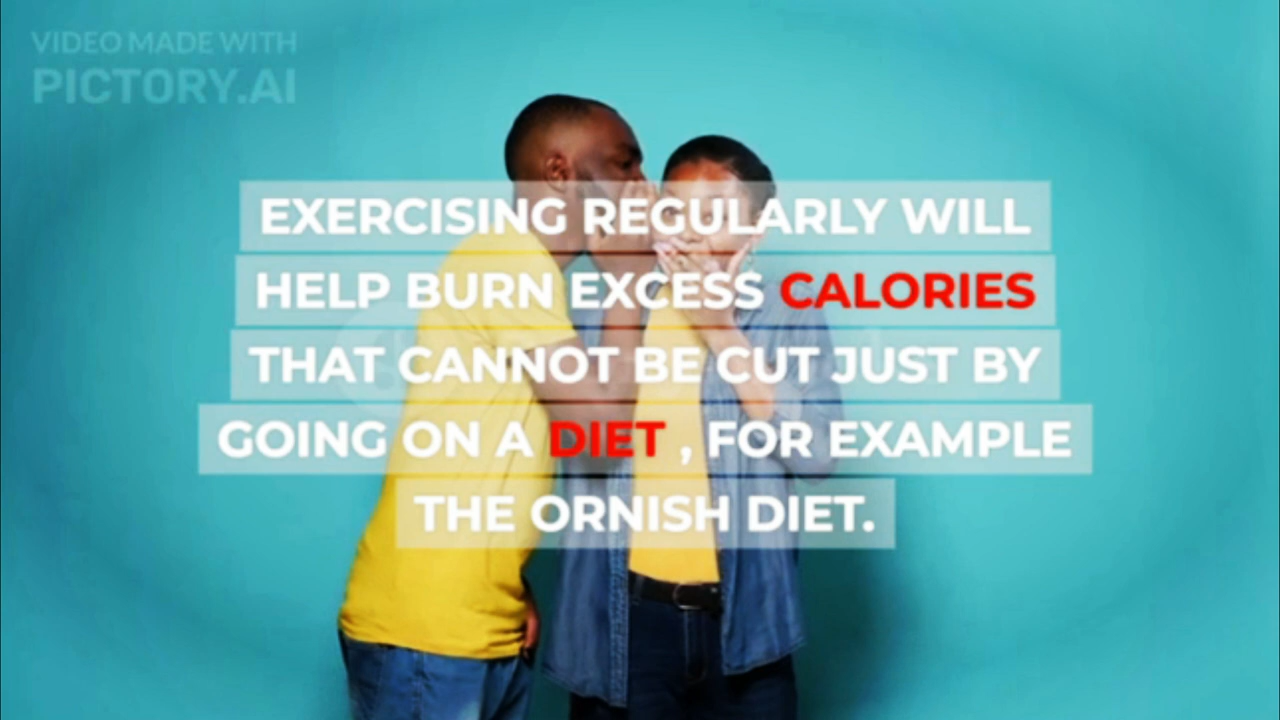 VIDEO MADE WITH
PICTORY.AI
EXERCISING REGULARLY WILL
HELP BURN EXCESS CALORIES
THAT CANNOT BE CUT JUST BY
GOING ON A DIET , FOR EXAMPLE
THE ORNISH DIET.